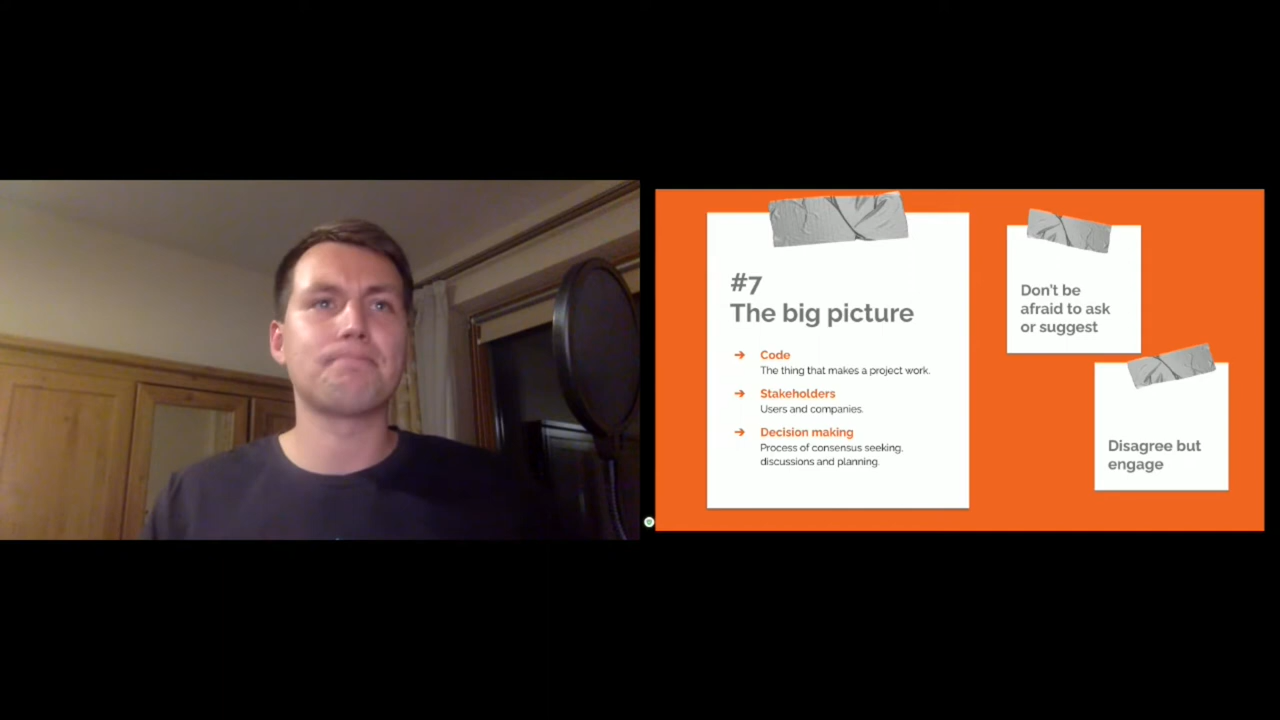 #7
The big picture
Code
The thing that makes a project work.
Stakeholders
Users and companies.
Decision making
Process of consensus seeking,
discussions and planning.
Don't be
afraid to ask
or suggest
Disagree but
engage